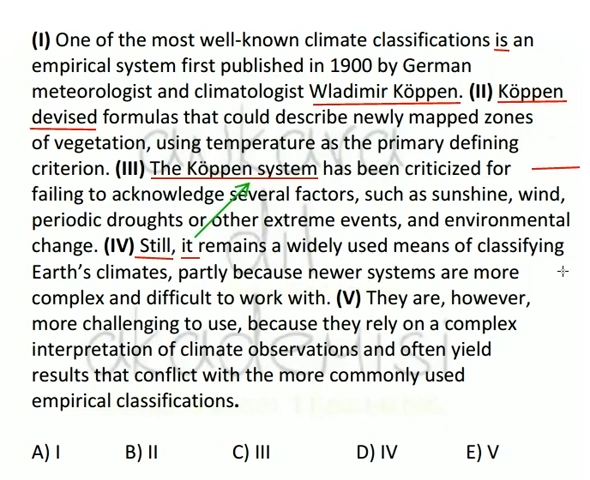 (I) One of the most well-known climate classifications is an
empirical system first published in 1900 by German
meteorologist and climatologist Wladimir Köppen. (II) Köppen
devised formulas that could describe newly mapped zones
of vegetation, using temperature as the primary defining
criterion. (III) The Köppen system has been criticized for
failing to acknowledge several factors, such as sunshine, wind,
periodic droughts or other extreme events, and environmental
change. (IV) Still, it remains a widely used means of classifying
Earth’s climates, partly because newer systems are more
complex and difficult to work with. (V) They are, however,
more challenging to use, because they rely on a complex
interpretation of climate observations and often yield
results that conflict with the more commonly used
empirical classifications.
A) I B) II C) III D) IV E) V
ankara
dil
akademisi